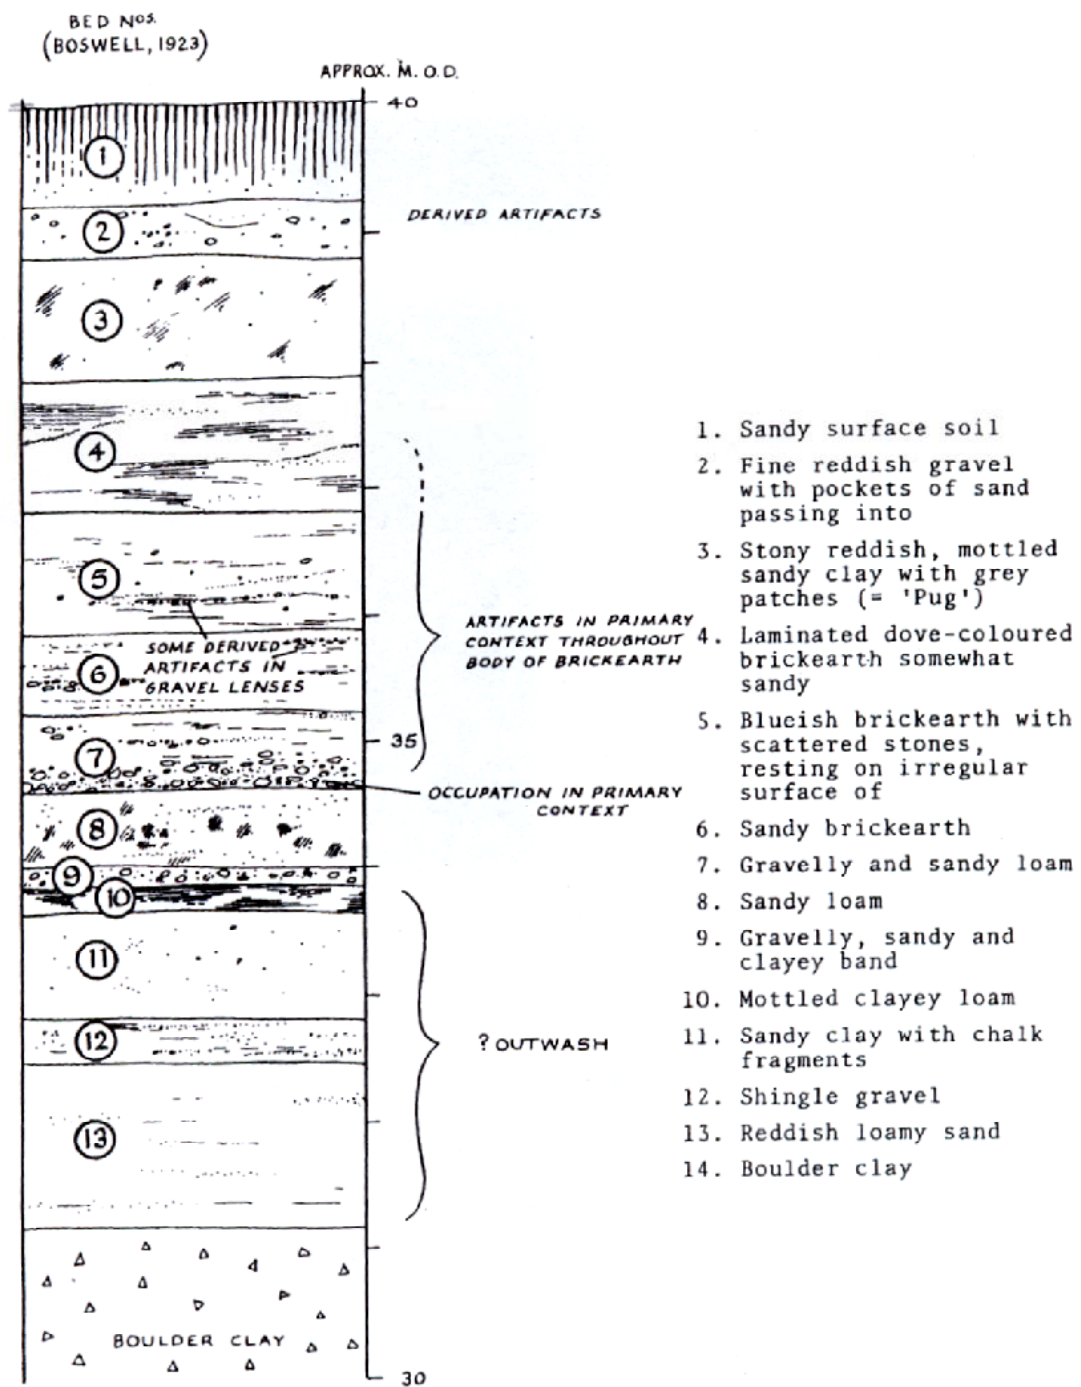 BED Nos.
(BOSWELL, 1923)
APPROX. M. O. D.
40
1
DERIVED ARTIFACTS
2
3
4
5
ARTIFACTS IN PRIMARY
CONTEXT THROUGHOUT
BODY OF BRICKEARTH
SOME DERIVED
ARTIFACTS IN
GRAVEL LENSES
6
35
7
OCCUPATION IN PRIMARY
CONTEXT
8
9
10
11
12
? OUTWASH
13
BOULDER CLAY
30
1. Sandy surface soil
2. Fine reddish gravel
with pockets of sand
passing into
3. Stony reddish, mottled
sandy clay with grey
patches (= 'Pug')
4. Laminated dove-coloured
brickearth somewhat
sandy
5. Blueish brickearth with
scattered stones,
resting on irregular
surface of
6. Sandy brickearth
7. Gravelly and sandy loam
8. Sandy loam
9. Gravelly, sandy and
clayey band
10. Mottled clayey loam
11. Sandy clay with chalk
fragments
12. Shingle gravel
13. Reddish loamy sand
14. Boulder clay